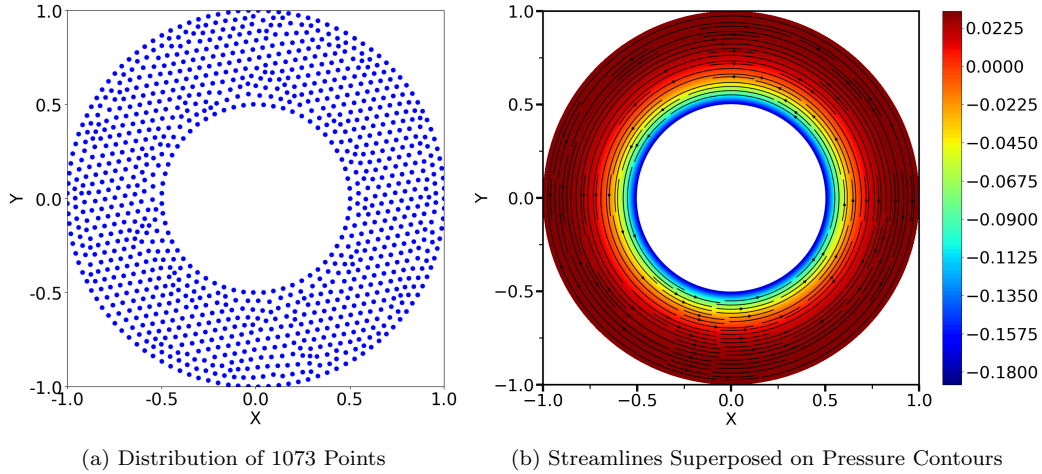 1.0
0.5
0.0
−0.5
-1.0
Y
-1.0 -0.5 0.0 0.5 1.0
X
1.0
0.5
0.0
−0.5
−1.0
Y
−1.0 −0.5 0.0 0.5 1.0
X
0.0225
0.0000
−0.0225
−0.0450
−0.0675
−0.0900
−0.1125
−0.1350
−0.1575
−0.1800
(a) Distribution of 1073 Points
(b) Streamlines Superposed on Pressure Contours